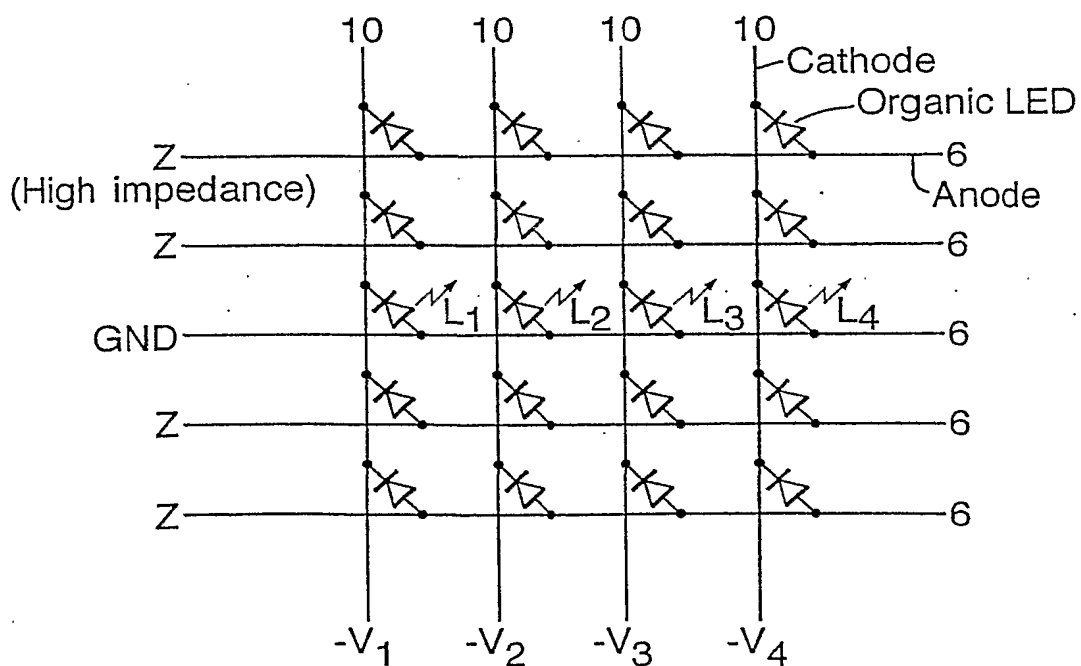 10 10 10 10
Cathode
Organic LED
Z 6
(High impedance) Anode
Z 6
L1 L2 L3 L4
GND 6
Z 6
Z 6
-V1 -V2 -V3 -V4